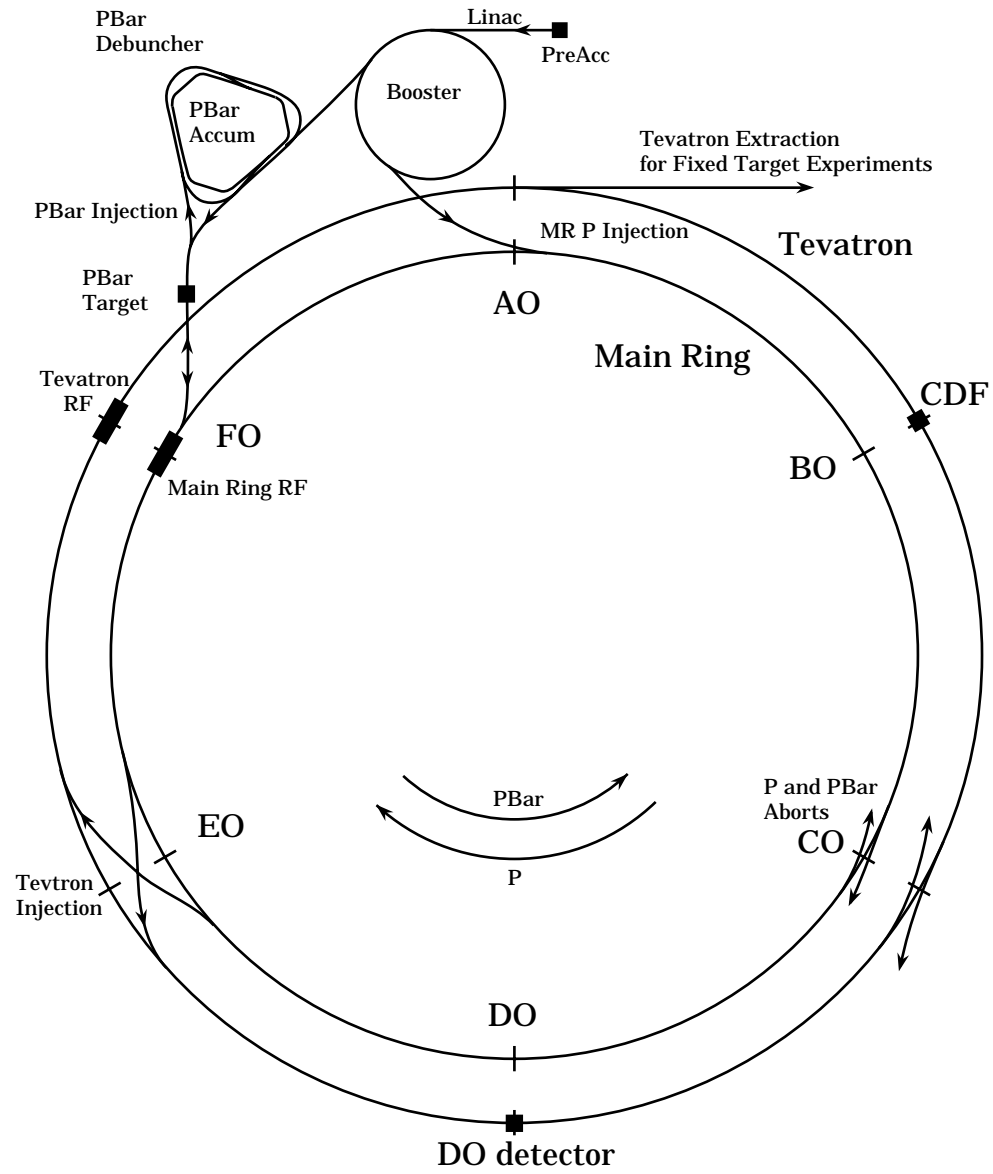 PBar
Debuncher
Linac
PreAcc
Booster
PBar
Accum
Tevatron Extraction
for Fixed Target Experiments
PBar Injection
MR P Injection
Tevatron
PBar
Target
AO
Main Ring
Tevatron
RF
CDF
FO
BO
Main Ring RF
P and PBar
Aborts
PBar
EO
CO
P
Tevtron
Injection
DO
DO detector